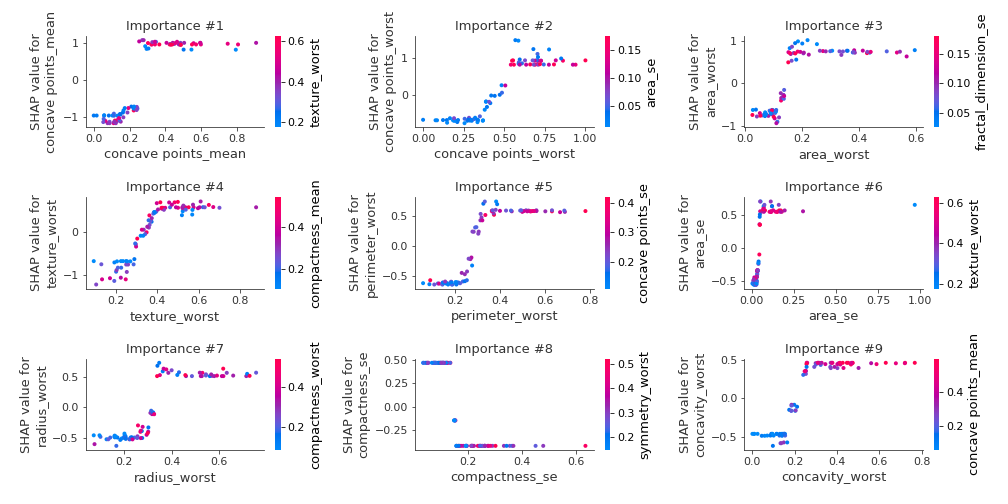 Importance #1
SHAP value for
concave points_mean
1
0
−1
0.0
0.2
0.4
0.6
0.8
concave points_mean
0.6
0.4
0.2
texture_worst
Importance #2
SHAP value for
concave points_worst
1
0
0.00
0.25
0.50
0.75
1.00
concave points_worst
0.15
0.10
0.05
area_se
Importance #3
SHAP value for
area_worst
1
0
−1
0.0
0.2
0.4
0.6
area_worst
0.15
0.10
0.05
fractal_dimension_se
Importance #4
SHAP value for
texture_worst
0
−1
0.2
0.4
0.6
0.8
texture_worst
0.4
0.2
compactness_mean
Importance #5
SHAP value for
perimeter_worst
0.5
0.0
−0.5
0.2
0.4
0.6
0.8
perimeter_worst
0.4
0.3
0.2
concave points_se
Importance #6
SHAP value for
area_se
0.5
0.0
−0.5
0.00
0.25
0.50
0.75
1.00
area_se
0.6
0.4
0.2
texture_worst
Importance #7
SHAP value for
radius_worst
0.5
0.0
−0.5
0.2
0.4
0.6
radius_worst
0.4
0.2
compactness_worst
Importance #8
SHAP value for
compactness_se
0.50
0.25
0.00
−0.25
0.2
0.4
0.6
compactness_se
0.5
0.4
0.3
0.2
symmetry_worst
Importance #9
SHAP value for
concavity_worst
0.5
0.0
−0.5
0.0
0.2
0.4
0.6
0.8
concavity_worst
0.4
0.2
concave points_mean